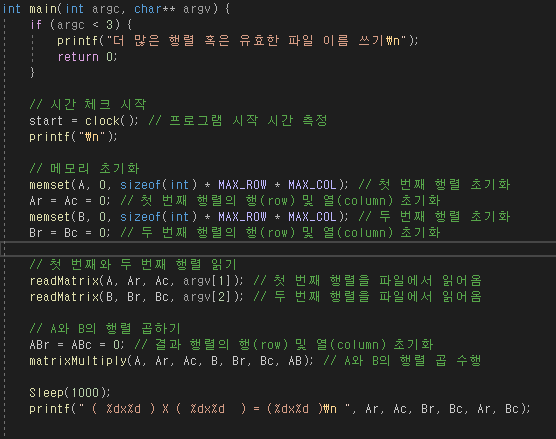 int main(int argc, char** argv) {
if (argc < 3) {
printf("더 많은 행렬 혹은 유효한 파일 이름 쓰기₩n");
return 0;
}
// 시간 체크 시작
start = clock(); // 프로그램 시작 시간 측정
printf("₩n");
// 메모리 초기화
memset(A, 0, sizeof(int) * MAX_ROW * MAX_COL); // 첫 번째 행렬 초기화
Ar = Ac = 0; // 첫 번째 행렬의 행(row) 및 열(column) 초기화
memset(B, 0, sizeof(int) * MAX_ROW * MAX_COL); // 두 번째 행렬 초기화
Br = Bc = 0; // 두 번째 행렬의 행(row) 및 열(column) 초기화
// 첫 번째와 두 번째 행렬 읽기
readMatrix(A, Ar, Ac, argv[1]); // 첫 번째 행렬을 파일에서 읽어옴
readMatrix(B, Br, Bc, argv[2]); // 두 번째 행렬을 파일에서 읽어옴
// A와 B의 행렬 곱하기
ABr = ABc = 0; // 결과 행렬의 행(row) 및 열(column) 초기화
matrixMultiply(A, Ar, Ac, B, Br, Bc, AB); // A와 B의 행렬 곱 수행
Sleep(1000);
printf(" ( %dx%d ) X ( %dx%d  ) = (%dx%d )₩n ", Ar, Ac, Br, Bc, Ar, Bc);